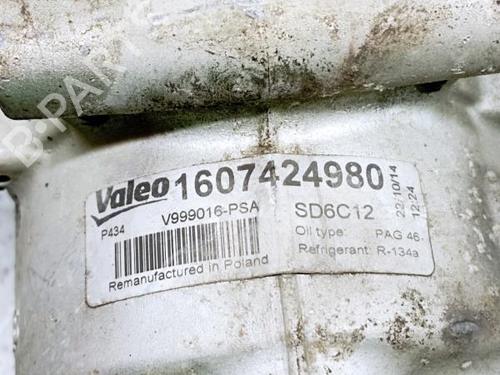 Valeo 1607424980
V999016-PSA SD6C12
22/10/14
12:24
P434
Oil type: PAG 46-
Refrigerant: R-134a
Remanufactured in Poland
B-PARTS